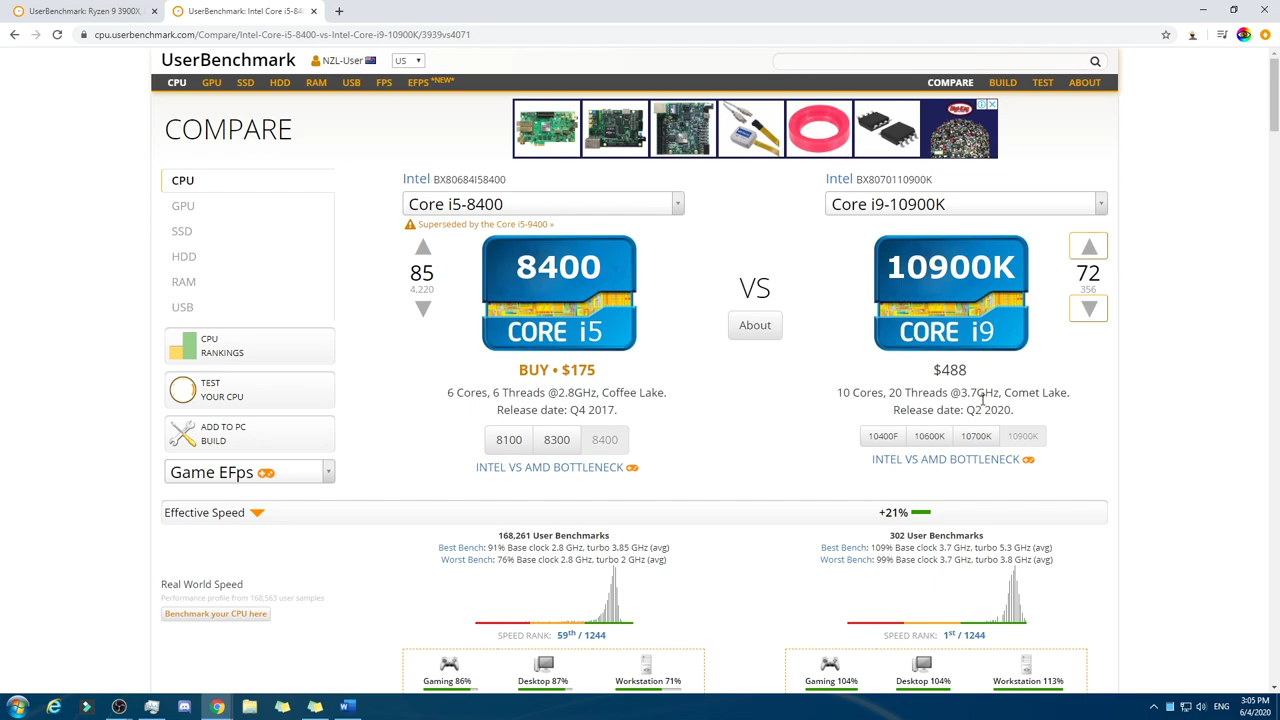 UserBenchmark: Ryzen 9 3900X,
UserBenchmark: Intel Core i5-84
cpu.userbenchmark.com/Compare/Intel-Core-i5-8400-vs-Intel-Core-i9-10900K/3939vs4071
UserBenchmark
NZL-User
US
CPU GPU SSD HDD RAM USB FPS EFPS *NEW*
COMPARE BUILD TEST ABOUT
COMPARE
Digi-Key
CPU
GPU
SSD
HDD
RAM
USB
CPU
RANKINGS
TEST
YOUR CPU
ADD TO PC
BUILD
Game EFps
Intel BX80684I58400
Core i5-8400
Superseded by the Core i5-9400 »
85
4,220
8400
CORE i5
BUY • $175
6 Cores, 6 Threads @2.8GHz, Coffee Lake.
Release date: Q4 2017.
8100 8300 8400
INTEL VS AMD BOTTLENECK
VS
About
Intel BX8070110900K
Core i9-10900K
10900K
CORE i9
72
356
$488
10 Cores, 20 Threads @3.7GHz, Comet Lake.
Release date: Q2 2020.
10400F 10600K 10700K 10900K
INTEL VS AMD BOTTLENECK
Effective Speed
+21%
Real World Speed
Performance profile from 168,563 user samples
Benchmark your CPU here
168,261 User Benchmarks
Best Bench: 91% Base clock 2.8 GHz, turbo 3.85 GHz (avg)
Worst Bench: 76% Base clock 2.8 GHz, turbo 2 GHz (avg)
SPEED RANK: 59th / 1244
Gaming 86% Desktop 87% Workstation 71%
302 User Benchmarks
Best Bench: 109% Base clock 3.7 GHz, turbo 5.3 GHz (avg)
Worst Bench: 99% Base clock 3.7 GHz, turbo 3.8 GHz (avg)
SPEED RANK: 1st / 1244
Gaming 104% Desktop 104% Workstation 113%
ENG
3:05 PM
6/4/2020